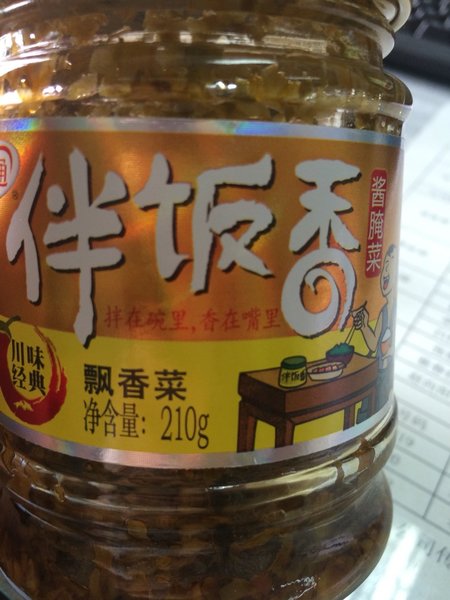 通
®
伴饭香
酱腌菜
拌在碗里,香在嘴里
川味
经典
飘香菜
净含量: 210g
伴饭香